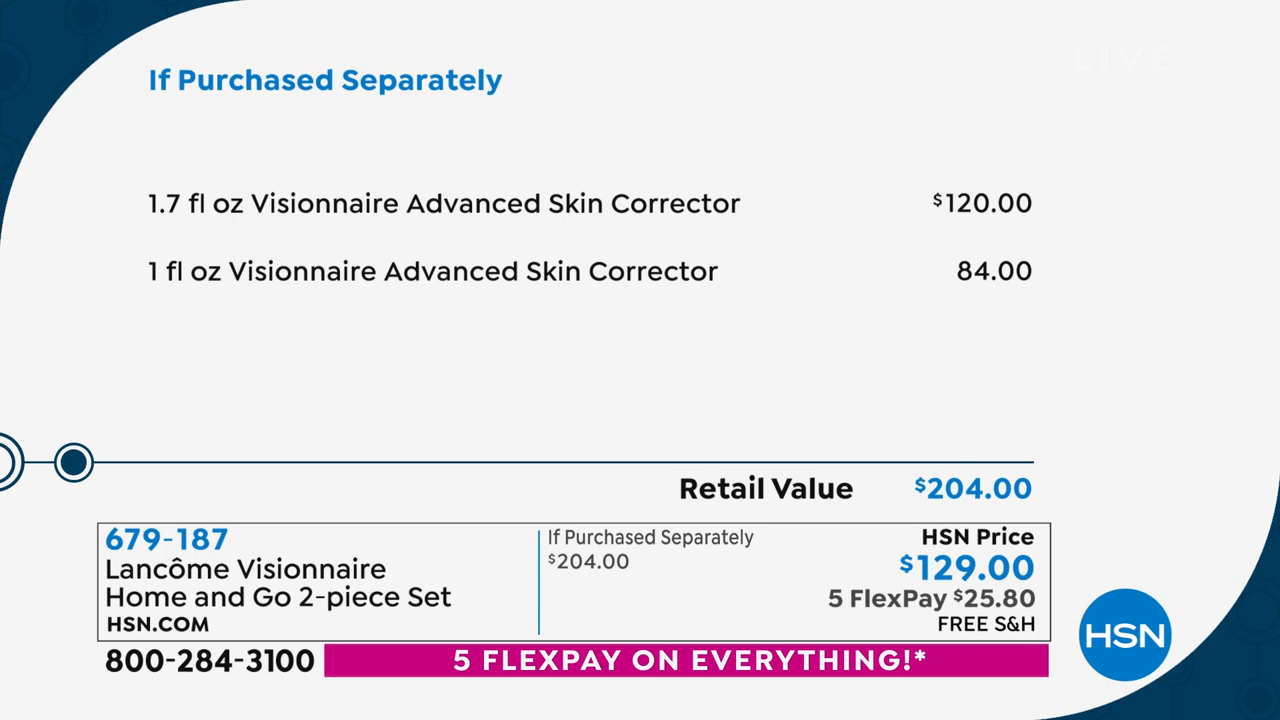 LIVE
If Purchased Separately
1.7 fl oz Visionnaire Advanced Skin Corrector $120.00
1 fl oz Visionnaire Advanced Skin Corrector 84.00
Retail Value $204.00
679-187
Lancôme Visionnaire
Home and Go 2-piece Set
HSN.COM
If Purchased Separately
$204.00
HSN Price
$129.00
5 FlexPay $25.80
FREE S&H
800-284-3100
5 FLEXPAY ON EVERYTHING!*
HSN